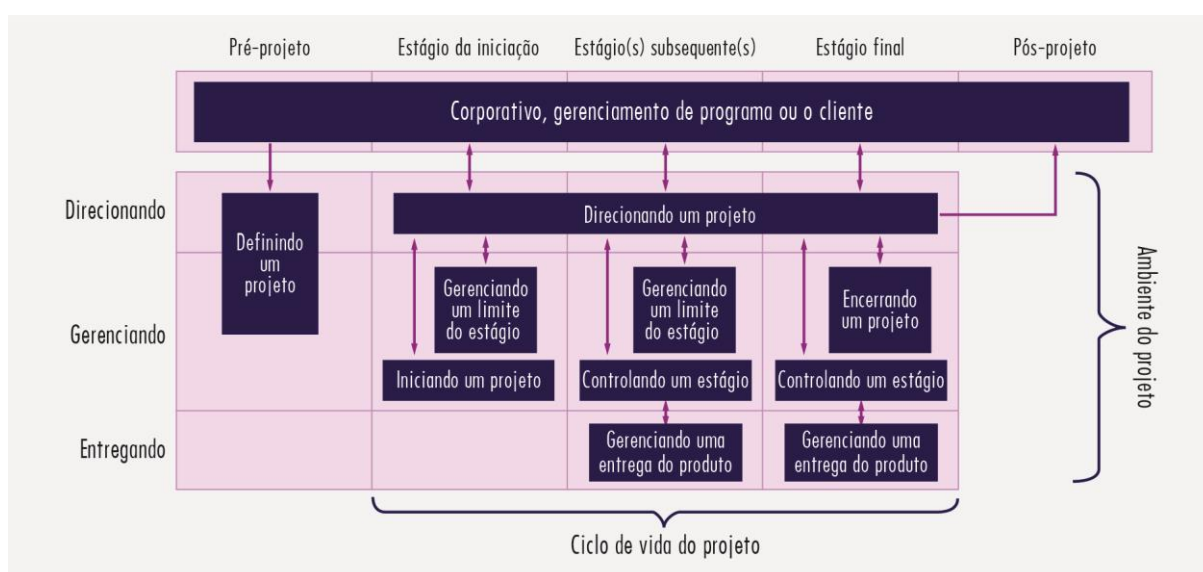 Pré-projeto
Estágio da iniciação
Estágio(s) subsequente(s)
Estágio final
Pós-projeto
Corporativo, gerenciamento de programa ou o cliente
Direcionando
Direcionando um projeto
Definindo
um
projeto
Gerenciando
Gerenciando
um limite
do estágio
Gerenciando
um limite
do estágio
Encerrando
um projeto
Iniciando um projeto
Controlando um estágio
Controlando um estágio
Entregando
Gerenciando uma
entrega do produto
Gerenciando uma
entrega do produto
Ambiente do projeto
Ciclo de vida do projeto